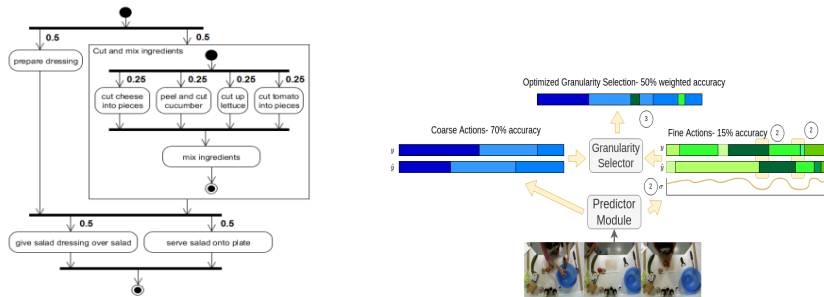 0.5
0.5
prepare dressing
Cut and mix ingredients
0.25
0.25
0.25
0.25
cut cheese
into pieces
peel and cut
cucumber
cut up
lettuce
cut tomato
into pieces
mix ingredients
0.5
0.5
give salad dressing over salad
serve salad onto plate
Optimized Granularity Selection- 50% weighted accuracy
3
Coarse Actions- 70% accuracy
y
ŷ
Granularity
Selector
Fine Actions- 15% accuracy
2
2
y
ŷ
2
σ
Predictor
Module